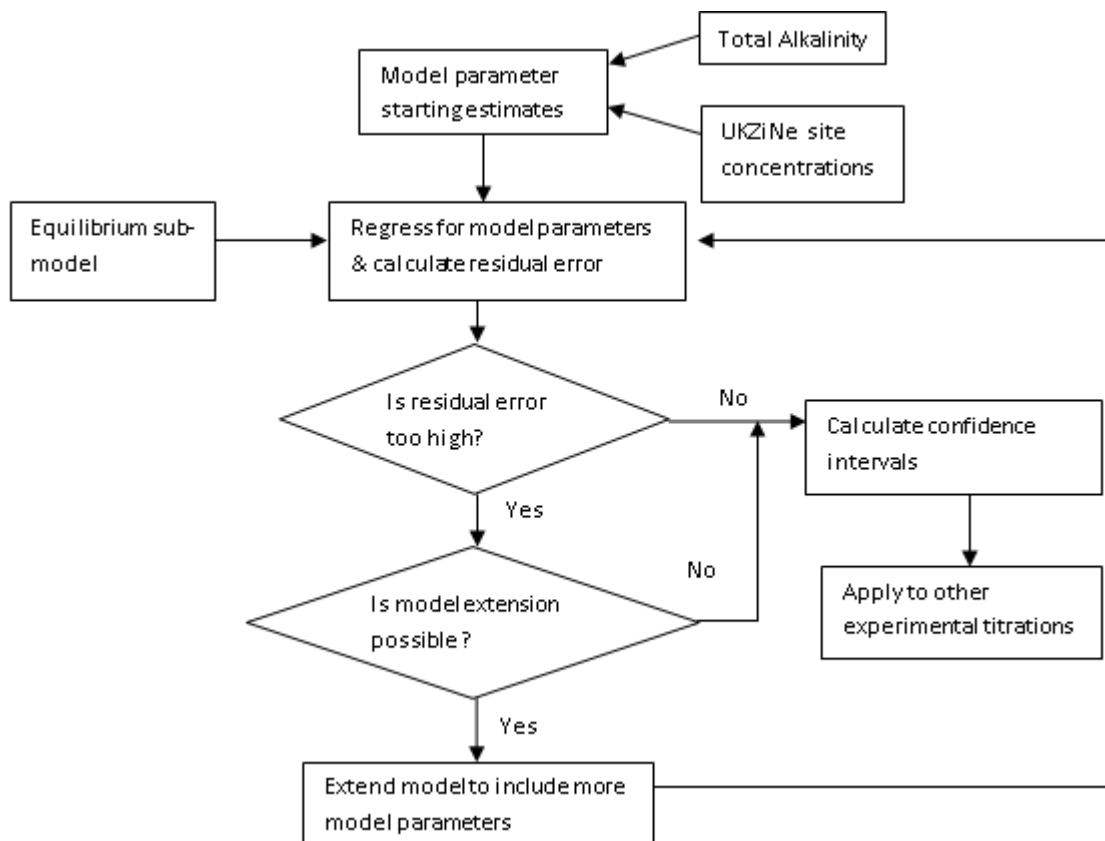 Total Alkalinity
Model parameter
starting estimates
UKZiNe site
concentrations
Equilibrium sub-
model
Regress for model parameters
& calculate residual error
Is residual error
too high?
No
Calculate confidence
intervals
Yes
Is model extension
possible?
No
Apply to other
experimental titrations
Yes
Extend model to include more
model parameters